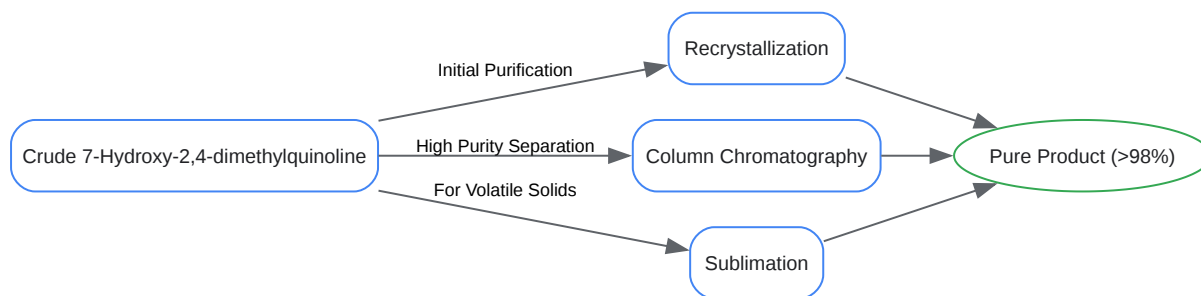 Recrystallization
Initial Purification
Crude 7-Hydroxy-2,4-dimethylquinoline
High Purity Separation
Column Chromatography
Pure Product (>98%)
For Volatile Solids
Sublimation